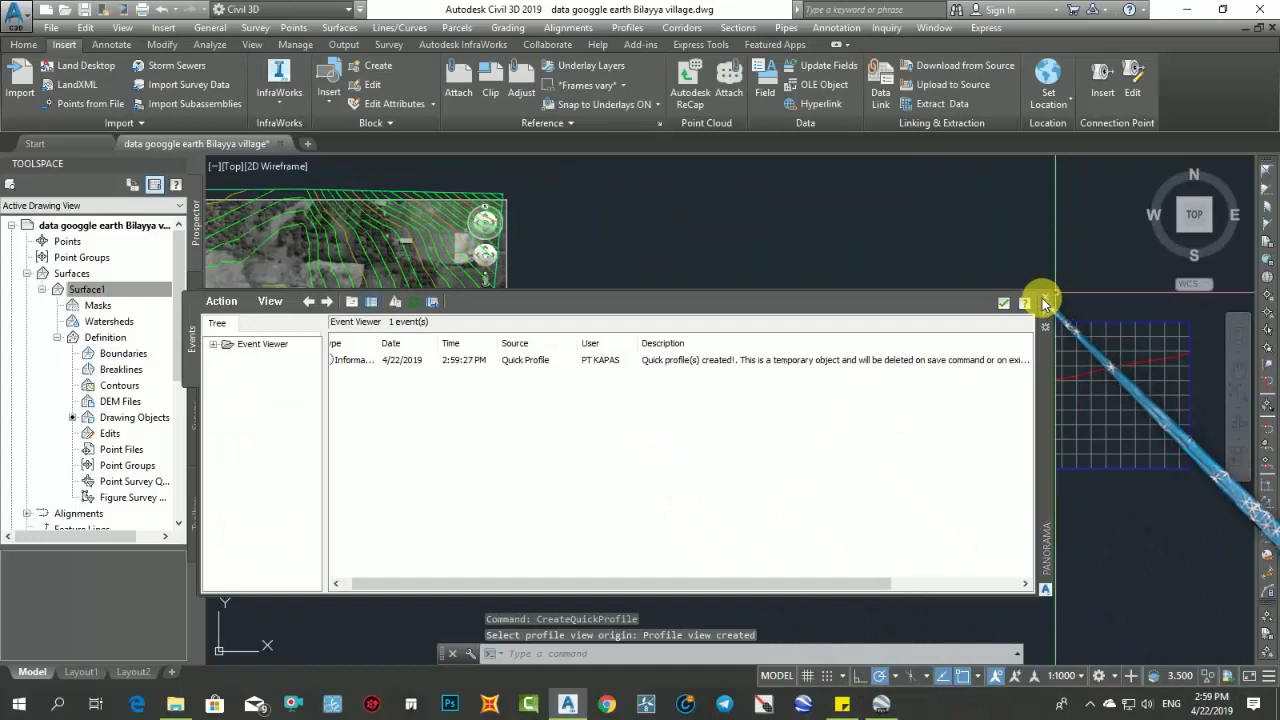 C3D
Civil 3D
Autodesk Civil 3D 2019 data googgle earth Bilayya village.dwg
Type a keyword or phrase
Sign In
File Edit View Insert General Survey Points Surfaces Lines/Curves Parcels Grading Alignments Profiles Corridors Sections Pipes Annotation Inquiry Window Express
Home Insert Annotate Modify Analyze View Manage Output Survey Autodesk InfraWorks Collaborate Help Add-ins Express Tools Featured Apps
Land Desktop Storm Sewers Create Underlay Layers Update Fields Download from Source
LandXML Import Survey Data Edit *Frames vary* OLE Object Upload to Source
Import InfraWorks Insert Attach Clip Adjust Autodesk ReCap Attach Field Data Link Set Location Insert Edit
Points from File Import Subassemblies Edit Attributes Snap to Underlays ON Hyperlink Extract Data
Import InfraWorks Block Reference Point Cloud Data Linking & Extraction Location Connection Point
Start data googgle earth Bilayya village*
TOOLSPACE
[−][Top][2D Wireframe]
Active Drawing View
data googgle earth Bilayya v...
Points
Point Groups
Surfaces
Surface1
Masks
Watersheds
Definition
Boundaries
Breaklines
Contours
DEM Files
Drawing Objects
Edits
Point Files
Point Groups
Point Survey Q...
Figure Survey ...
Alignments
Prospector
N
W TOP E
S
WCS
Action View
Events
Tree
Event Viewer
Event Viewer 1 event(s)
ype Date Time Source User Description
Informa... 4/22/2019 2:59:27 PM Quick Profile PT KAPAS Quick profile(s) created!. This is a temporary object and will be deleted on save command or on exi...
PANORAMA
Y
X
Command: CreateQuickProfile
Select profile view origin: Profile view created
Type a command
Model Layout1 Layout2 +
MODEL 1:1000 3.500
2:59 PM
4/22/2019